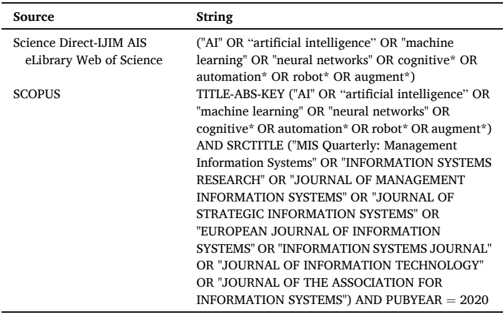 Source String
Science Direct-IJIM AIS ("AI" OR “artificial intelligence” OR "machine
eLibrary Web of Science learning" OR "neural networks" OR cognitive* OR
automation* OR robot* OR augment*)
SCOPUS TITLE-ABS-KEY ("AI" OR “artificial intelligence” OR
"machine learning" OR "neural networks" OR
cognitive* OR automation* OR robot* OR augment*)
AND SRCTITLE ("MIS Quarterly: Management
Information Systems" OR "INFORMATION SYSTEMS
RESEARCH" OR "JOURNAL OF MANAGEMENT
INFORMATION SYSTEMS" OR "JOURNAL OF
STRATEGIC INFORMATION SYSTEMS" OR
"EUROPEAN JOURNAL OF INFORMATION
SYSTEMS" OR "INFORMATION SYSTEMS JOURNAL"
OR "JOURNAL OF INFORMATION TECHNOLOGY"
OR "JOURNAL OF THE ASSOCIATION FOR
INFORMATION SYSTEMS") AND PUBYEAR = 2020